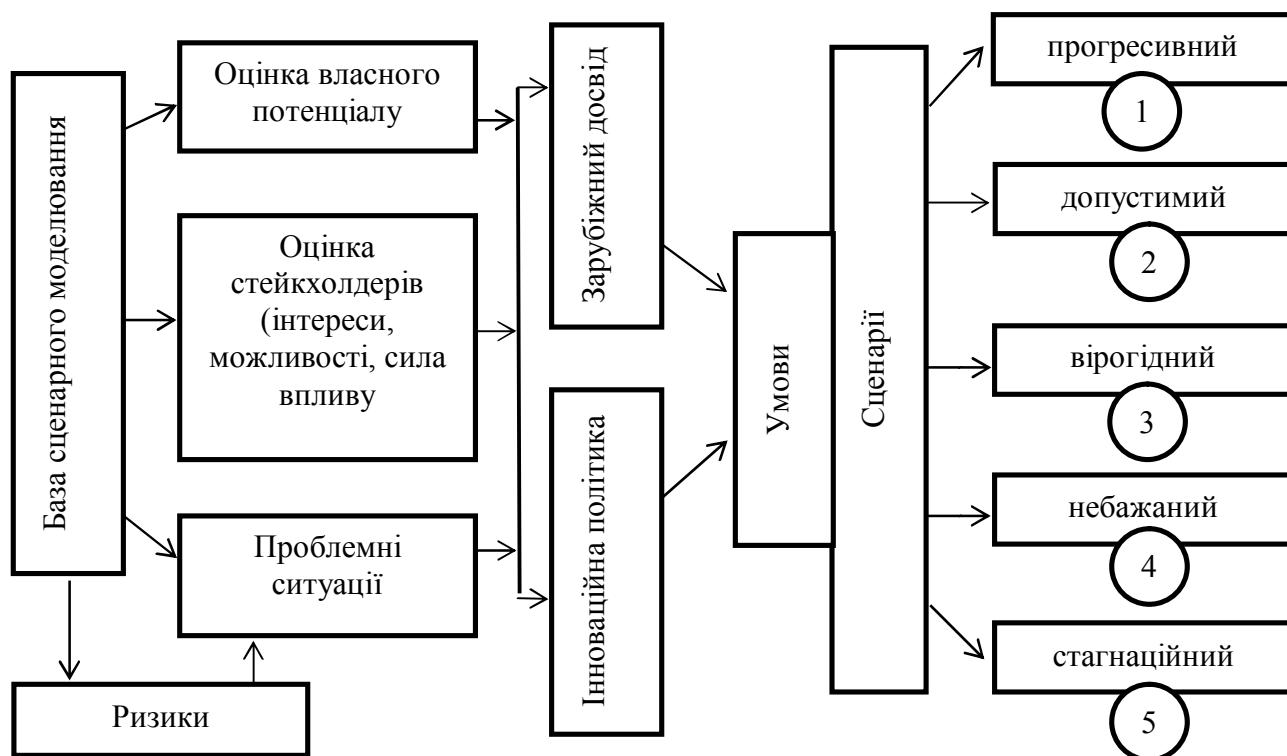 База сценарного моделювання
Оцінка власного
потенціалу
Оцінка
стейкхолдерів
(інтереси,
можливості, сила
впливу
Проблемні
ситуації
Ризики
Зарубіжний досвід
Інноваційна політика
Умови
Сценарії
прогресивний
1
допустимий
2
вірогідний
3
небажаний
4
стагнаційний
5